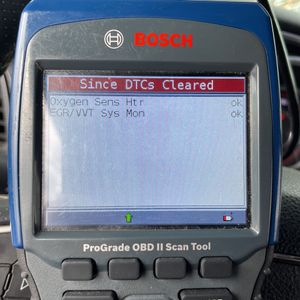 BOSCH
Since DTCs Cleared
Oxygen Sens Htr ok
EGR/VVT Sys Mon ok
ProGrade OBD II Scan Tool